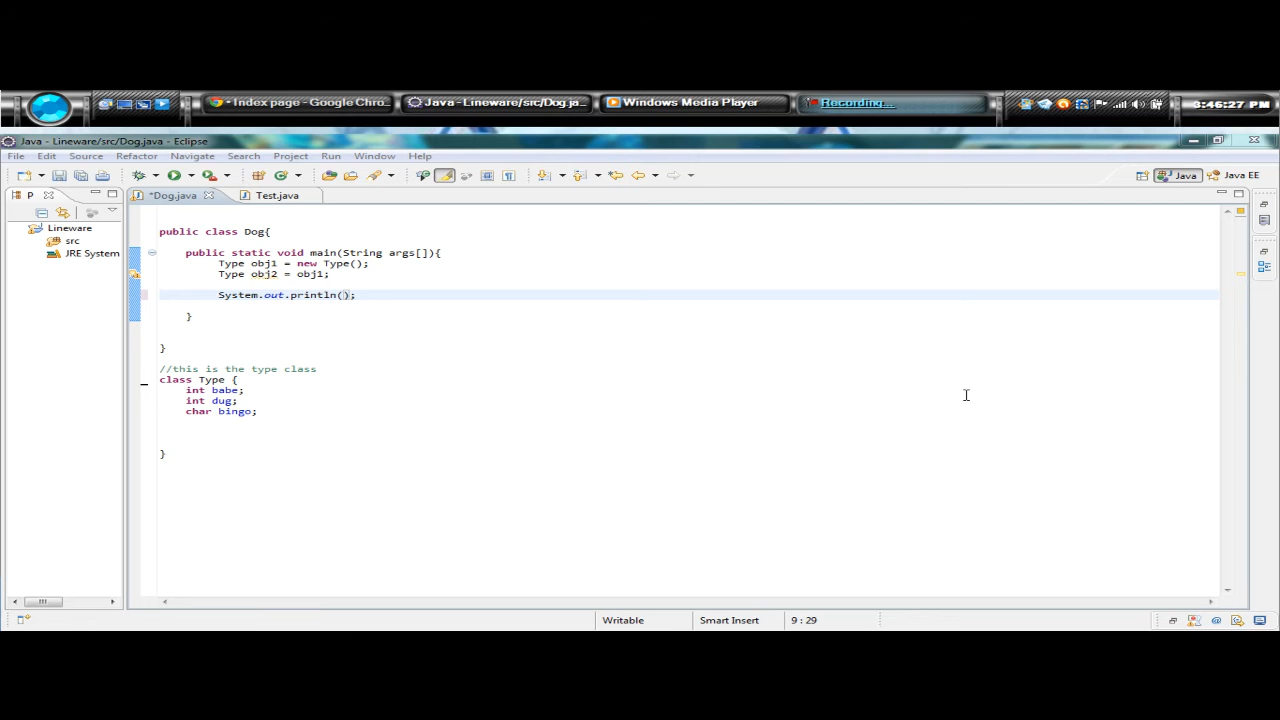 Index page - Google Chro... Java - Lineware/src/Dog.ja... Windows Media Player Recording... 3:46:27 PM
Java - Lineware/src/Dog.java - Eclipse
File Edit Source Refactor Navigate Search Project Run Window Help
Java Java EE
P *Dog.java Test.java
Lineware
src
JRE System
public class Dog{
public static void main(String args[]){
Type obj1 = new Type();
Type obj2 = obj1;
System.out.println();
}
}
//this is the type class
class Type {
int babe;
int dug;
char bingo;
}
Writable Smart Insert 9 : 29